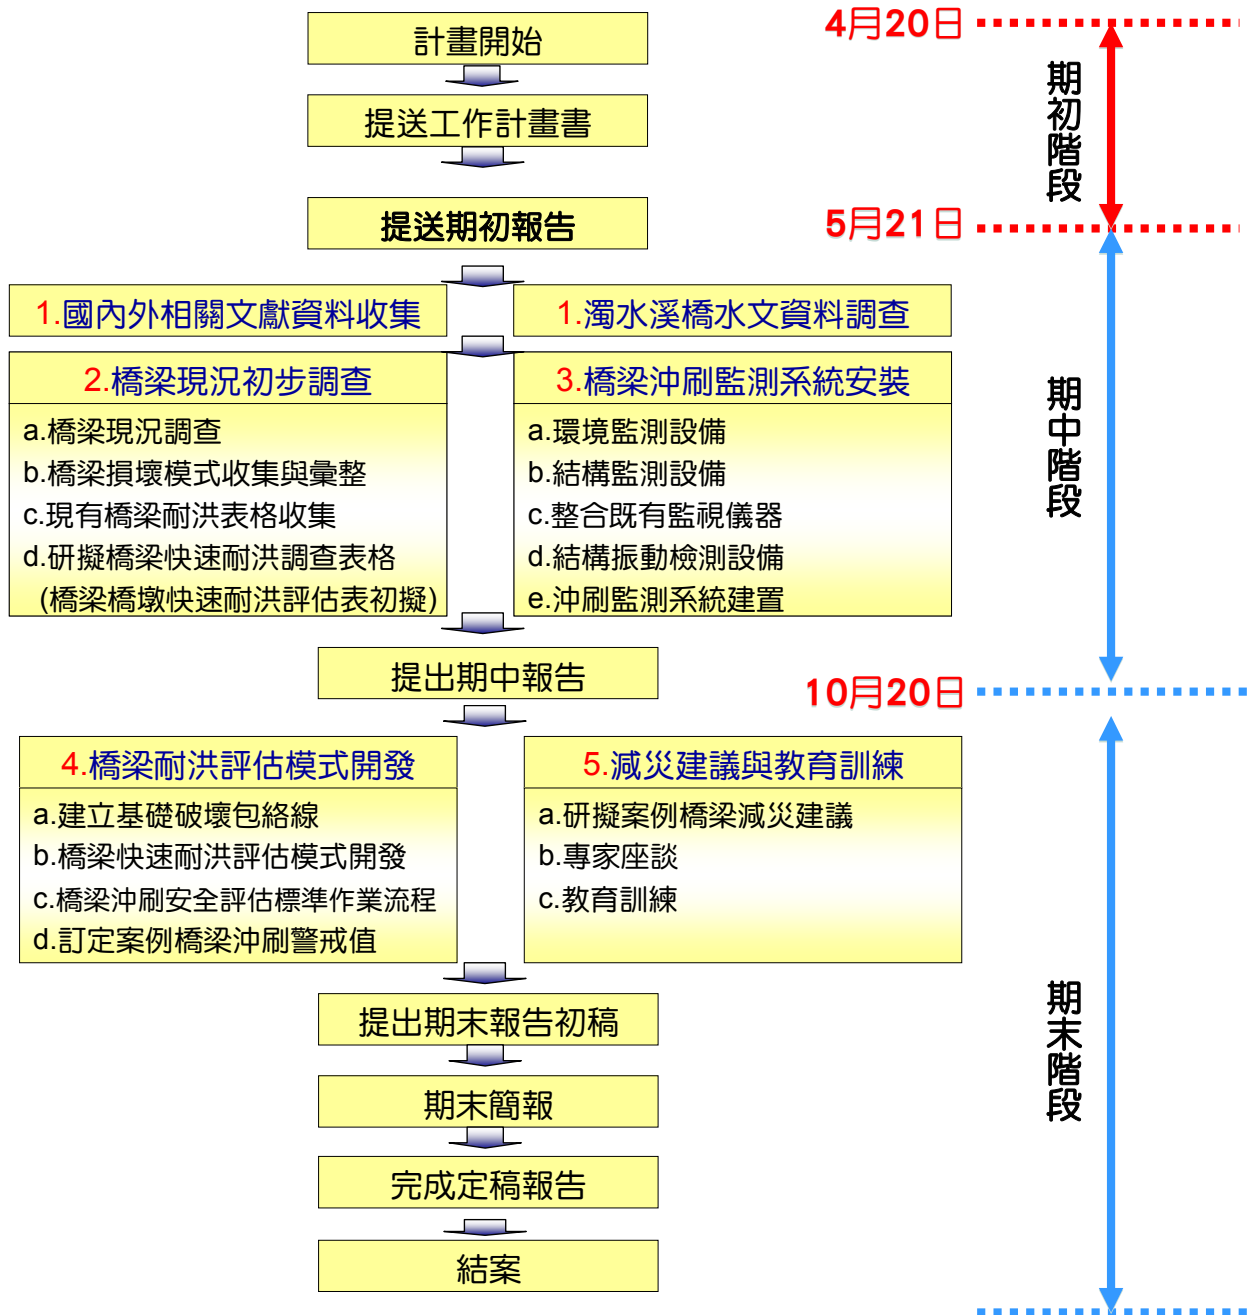 計畫開始
4月20日
提送工作計畫書
期初階段
提送期初報告
5月21日
1.國內外相關文獻資料收集
1.濁水溪橋水文資料調查
2.橋梁現況初步調查
a.橋梁現況調查
b.橋梁損壞模式收集與彙整
c.現有橋梁耐洪表格收集
d.研擬橋梁快速耐洪調查表格
(橋梁橋墩快速耐洪評估表初擬)
3.橋梁沖刷監測系統安裝
a.環境監測設備
b.結構監測設備
c.整合既有監視儀器
d.結構振動檢測設備
e.沖刷監測系統建置
期中階段
提出期中報告
10月20日
4.橋梁耐洪評估模式開發
a.建立基礎破壞包絡線
b.橋梁快速耐洪評估模式開發
c.橋梁沖刷安全評估標準作業流程
d.訂定案例橋梁沖刷警戒值
5.減災建議與教育訓練
a.研擬案例橋梁減災建議
b.專家座談
c.教育訓練
提出期末報告初稿
期末階段
期末簡報
完成定稿報告
結案